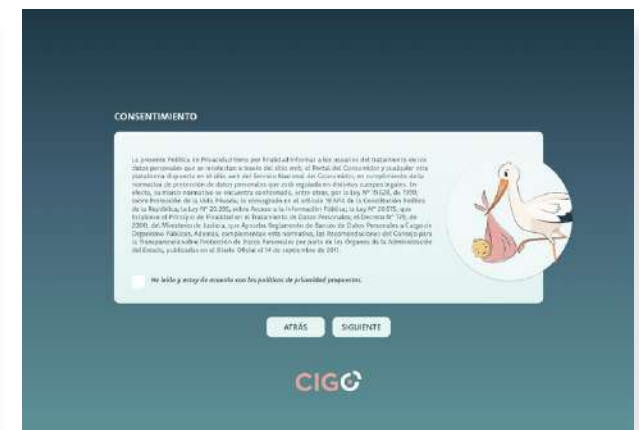 CONSENTIMIENTO
La presente Política de Privacidad tiene por finalidad informar a los usuarios del tratamiento de los
datos personales que se recolectan a través del sitio web, el Portal del Consumidor y cualquier otra
plataforma dispuesta en el sitio web del Servicio Nacional del Consumidor, en cumplimiento de la
normativa de protección de datos personales que está regulada en distintos cuerpos legales. En
efecto, su marco normativo se encuentra conformado, entre otras, por la Ley N° 19.628, de 1999,
sobre Protección de la Vida Privada; lo consagrado en el artículo 19 N°4 de la Constitución Política
de la República; la Ley N° 20.285, sobre Acceso a la Información Pública; la Ley N° 20.575, que
Establece el Principio de Finalidad en el Tratamiento de Datos Personales; el Decreto N° 779, de
2000, del Ministerio de Justicia, que Aprueba Reglamento de Bancos de Datos Personales a Cargo de
Organismo Públicos. Además, complementan esta normativa, las Recomendaciones del Consejo para
la Transparencia sobre Protección de Datos Personales por parte de los Órganos de la Administración
del Estado, publicadas en el Diario Oficial el 14 de septiembre de 2011.
He leído y estoy de acuerdo con las políticas de privacidad propuestas.
ATRÁS SIGUIENTE
CIGO